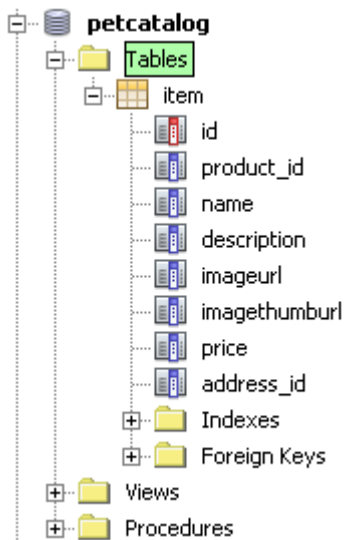 petcatalog
Tables
item
id
product_id
name
description
imageurl
imagethumburl
price
address_id
Indexes
Foreign Keys
Views
Procedures